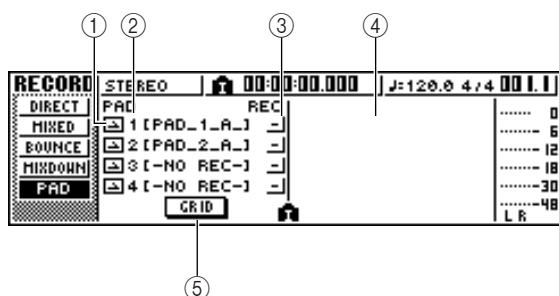 ① ② ③ ④
RECORD STEREO 00:00:00.000 ♩=120.0 4/4 001.1
DIRECT PAD REC
MIXED 1[PAD_1_A_]
BOUNCE 2[PAD_2_A_]
MIXDOWN 3[-NO REC-]
PAD 4[-NO REC-]
GRID
0
6
12
18
30
48
L R
⑤